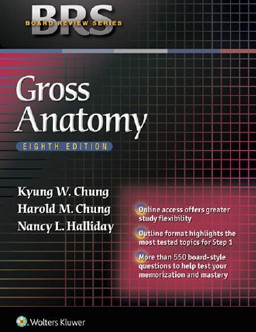 BRS
BOARD REVIEW SERIES
Gross
Anatomy
EIGHTH EDITION
Kyung W. Chung
Harold M. Chung
Nancy L. Halliday
Online access offers greater
study flexibility
Outline format highlights the
most tested topics for Step 1
More than 550 board-style
questions to help test your
memorization and mastery
Wolters Kluwer